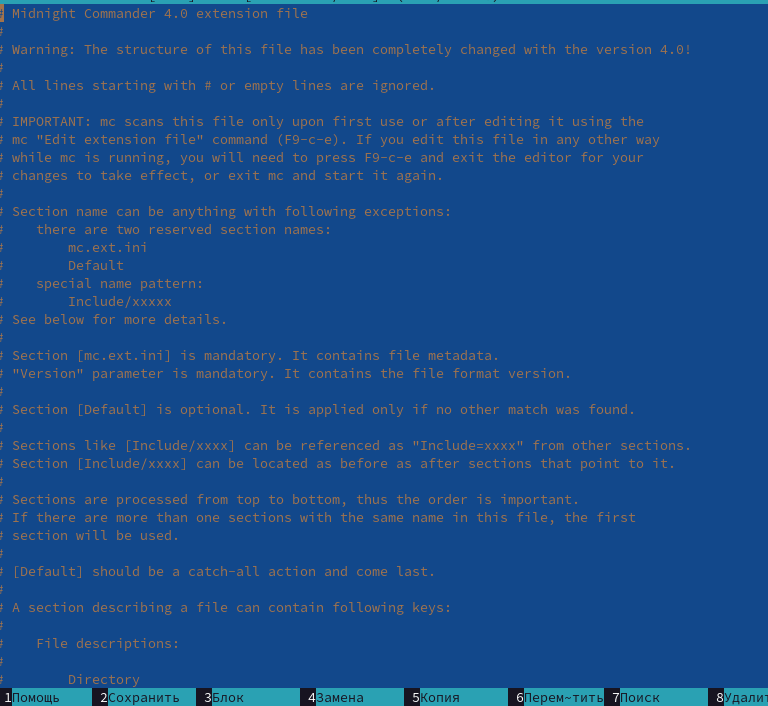 # Midnight Commander 4.0 extension file
#
# Warning: The structure of this file has been completely changed with the version 4.0!
#
# All lines starting with # or empty lines are ignored.
#
# IMPORTANT: mc scans this file only upon first use or after editing it using the
# mc "Edit extension file" command (F9-c-e). If you edit this file in any other way
# while mc is running, you will need to press F9-c-e and exit the editor for your
# changes to take effect, or exit mc and start it again.
#
# Section name can be anything with following exceptions:
#    there are two reserved section names:
#        mc.ext.ini
#        Default
#    special name pattern:
#        Include/xxxxx
# See below for more details.
#
# Section [mc.ext.ini] is mandatory. It contains file metadata.
# "Version" parameter is mandatory. It contains the file format version.
#
# Section [Default] is optional. It is applied only if no other match was found.
#
# Sections like [Include/xxxx] can be referenced as "Include=xxxx" from other sections.
# Section [Include/xxxx] can be located as before as after sections that point to it.
#
# Sections are processed from top to bottom, thus the order is important.
# If there are more than one sections with the same name in this file, the first
# section will be used.
#
# [Default] should be a catch-all action and come last.
#
# A section describing a file can contain following keys:
#
#    File descriptions:
#
#        Directory
1Помощь 2Сохранить 3Блок 4Замена 5Копия 6Перем~тить 7Поиск 8Удалит